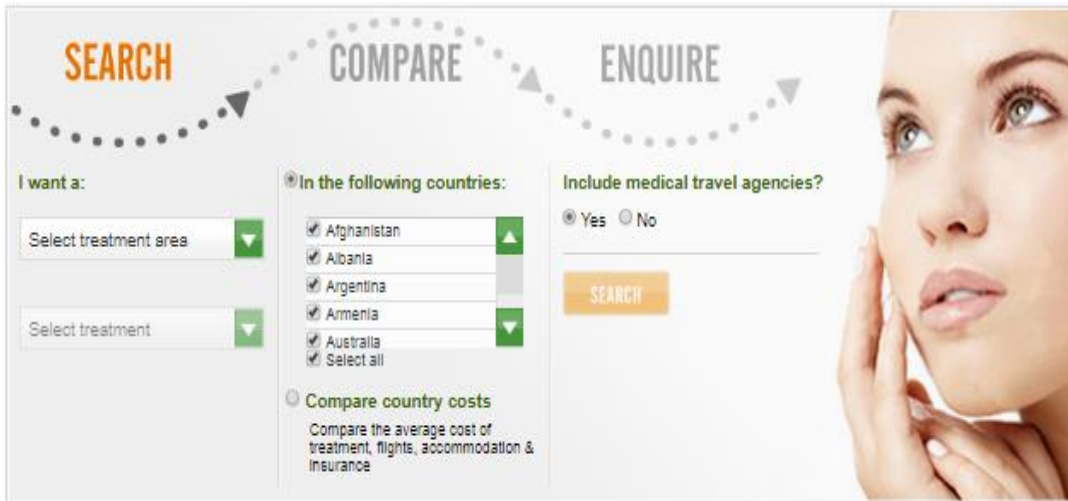 SEARCH
COMPARE
ENQUIRE
I want a:
Select treatment area
Select treatment
In the following countries:
Afghanistan
Albania
Argentina
Armenia
Australia
Select all
Compare country costs
Compare the average cost of
treatment, flights, accommodation &
insurance
Include medical travel agencies?
Yes No
SEARCH